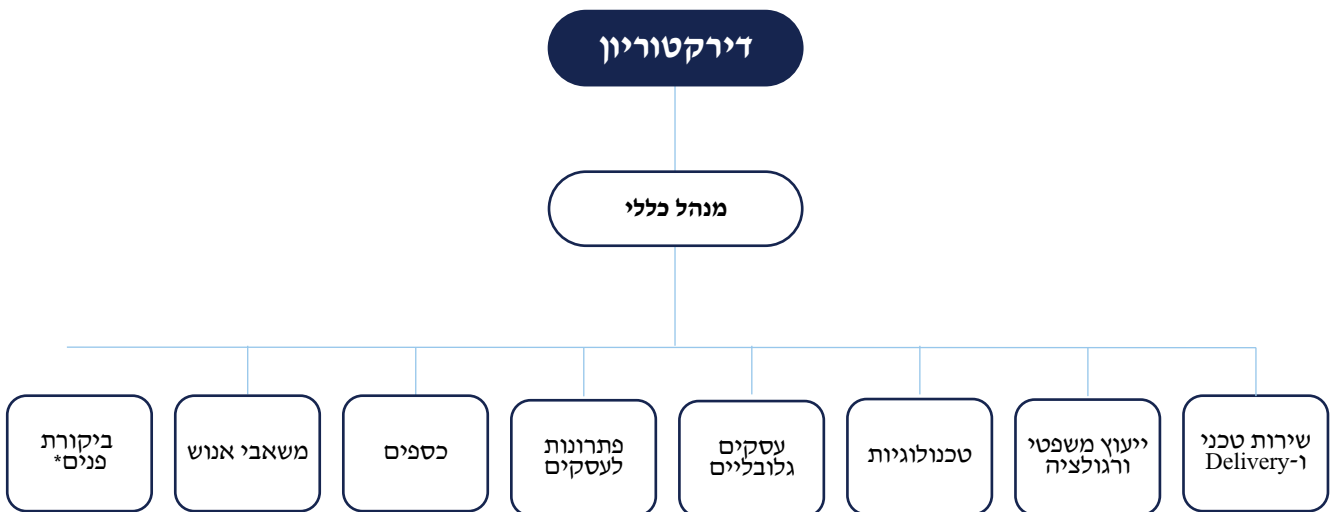 דירקטוריון
מנהל כללי
שירות טכני
ו-Delivery
ייעוץ משפטי
ורגולציה
טכנולוגיות
עסקים
גלובליים
פתרונות
לעסקים
כספים
משאבי אנוש
ביקורת
פנים*